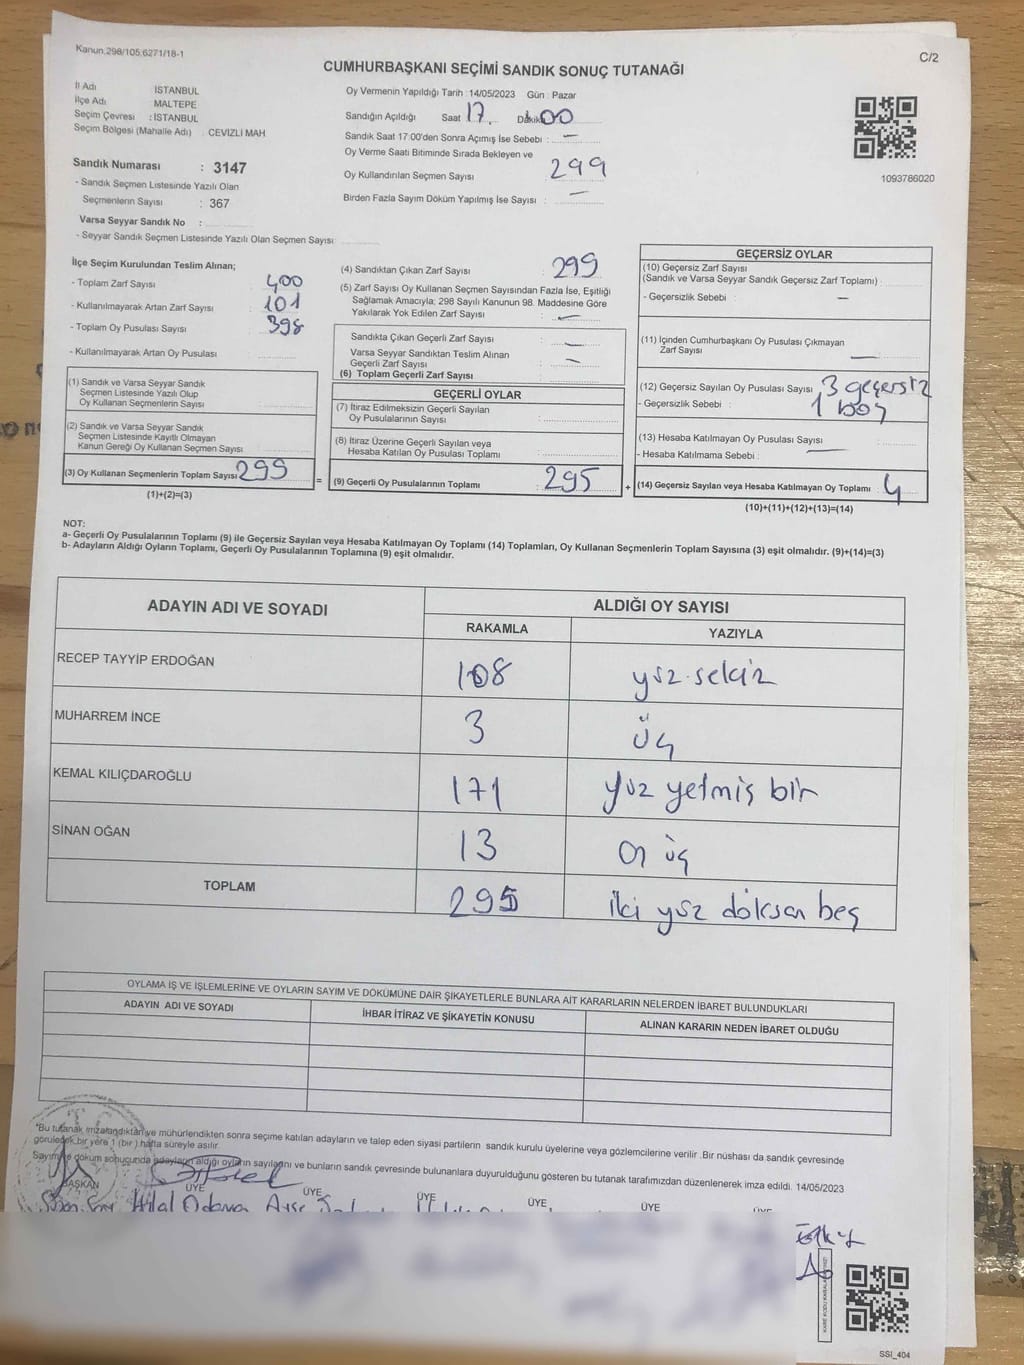 Kanun.298/105.6271/18-1
C/2
CUMHURBAŞKANI SEÇİMİ SANDIK SONUÇ TUTANAĞI
İl Adı : İSTANBUL
İlçe Adı : MALTEPE
Seçim Çevresi : İSTANBUL
Seçim Bölgesi (Mahalle Adı) : CEVİZLİ MAH
Sandık Numarası : 3147
- Sandık Seçmen Listesinde Yazılı Olan
Seçmenlerin Sayısı : 367
Varsa Seyyar Sandık No :
- Seyyar Sandık Seçmen Listesinde Yazılı Olan Seçmen Sayısı :
Oy Vermenin Yapıldığı Tarih : 14/05/2023 Gün : Pazar
Sandığın Açıldığı Saat 17. Dakika 00
Sandık Saat 17.00'den Sonra Açılmış İse Sebebi : —
Oy Verme Saati Bitiminde Sırada Bekleyen ve
Oy Kullandırılan Seçmen Sayısı : 299
Birden Fazla Sayım Döküm Yapılmış İse Sayısı : —
1093786020
İlçe Seçim Kurulundan Teslim Alınan;
- Toplam Zarf Sayısı : 400
- Kullanılmayarak Artan Zarf Sayısı : 101
- Toplam Oy Pusulası Sayısı : 398
- Kullanılmayarak Artan Oy Pusulası :
(1) Sandık ve Varsa Seyyar Sandık
Seçmen Listesinde Yazılı Olup
Oy Kullanan Seçmenlerin Sayısı :
(2) Sandık ve Varsa Seyyar Sandık
Seçmen Listesinde Kayıtlı Olmayan
Kanun Gereği Oy Kullanan Seçmen Sayısı :
(3) Oy Kullanan Seçmenlerin Toplam Sayısı : 299
(1)+(2)=(3)
(4) Sandıktan Çıkan Zarf Sayısı : 299
(5) Zarf Sayısı Oy Kullanan Seçmen Sayısından Fazla İse, Eşitliği
Sağlamak Amacıyla; 298 Sayılı Kanunun 98. Maddesine Göre
Yakılarak Yok Edilen Zarf Sayısı : —
Sandıkta Çıkan Geçerli Zarf Sayısı : —
Varsa Seyyar Sandıktan Teslim Alınan
Geçerli Zarf Sayısı : —
(6) Toplam Geçerli Zarf Sayısı :
GEÇERLİ OYLAR
(7) İtiraz Edilmeksizin Geçerli Sayılan
Oy Pusulalarının Sayısı :
(8) İtiraz Üzerine Geçerli Sayılan veya
Hesaba Katılan Oy Pusulası Toplamı :
= (9) Geçerli Oy Pusulalarının Toplamı : 295 +
GEÇERSİZ OYLAR
(10) Geçersiz Zarf Sayısı
(Sandık ve Varsa Seyyar Sandık Geçersiz Zarf Toplamı) :
- Geçersizlik Sebebi : —
(11) İçinden Cumhurbaşkanı Oy Pusulası Çıkmayan
Zarf Sayısı : —
(12) Geçersiz Sayılan Oy Pusulası Sayısı : 3 geçersiz
- Geçersizlik Sebebi : 1 boş
(13) Hesaba Katılmayan Oy Pusulası Sayısı :
- Hesaba Katılmama Sebebi : —
(14) Geçersiz Sayılan veya Hesaba Katılmayan Oy Toplamı : 4
(10)+(11)+(12)+(13)=(14)
NOT:
a- Geçerli Oy Pusulalarının Toplamı (9) ile Geçersiz Sayılan veya Hesaba Katılmayan Oy Toplamı (14) Toplamları, Oy Kullanan Seçmenlerin Toplam Sayısına (3) eşit olmalıdır. (9)+(14)=(3)
b- Adayların Aldığı Oyların Toplamı, Geçerli Oy Pusulalarının Toplamına (9) eşit olmalıdır.
ADAYIN ADI VE SOYADI ALDIĞI OY SAYISI
RAKAMLA YAZIYLA
RECEP TAYYİP ERDOĞAN 108 yüz sekiz
MUHARREM İNCE 3 üç
KEMAL KILIÇDAROĞLU 171 yüz yetmiş bir
SİNAN OĞAN 13 on üç
TOPLAM 295 iki yüz doksan beş
OYLAMA İŞ VE İŞLEMLERİNE VE OYLARIN SAYIM VE DÖKÜMÜNE DAİR ŞİKAYETLERLE BUNLARA AİT KARARLARIN NELERDEN İBARET BULUNDUKLARI
ADAYIN ADI VE SOYADI İHBAR İTİRAZ VE ŞİKAYETİN KONUSU ALINAN KARARIN NEDEN İBARET OLDUĞU
*Bu tutanak imzalandıktan ve mühürlendikten sonra seçime katılan adayların ve talep eden siyasi partilerin sandık kurulu üyelerine veya gözlemcilerine verilir .Bir nüshası da sandık çevresinde
görülecek bir yere 1 (bir ) hafta süreyle asılır.
Sayım ve döküm sonucunda adayların aldığı oyların sayılarını ve bunların sandık çevresinde bulunanlara duyurulduğunu gösteren bu tutanak tarafımızdan düzenlenerek imza edildi. 14/05/2023
BAŞKAN ÜYE ÜYE ÜYE ÜYE ÜYE ÜYE
Hilal Ayşe
SSI_404